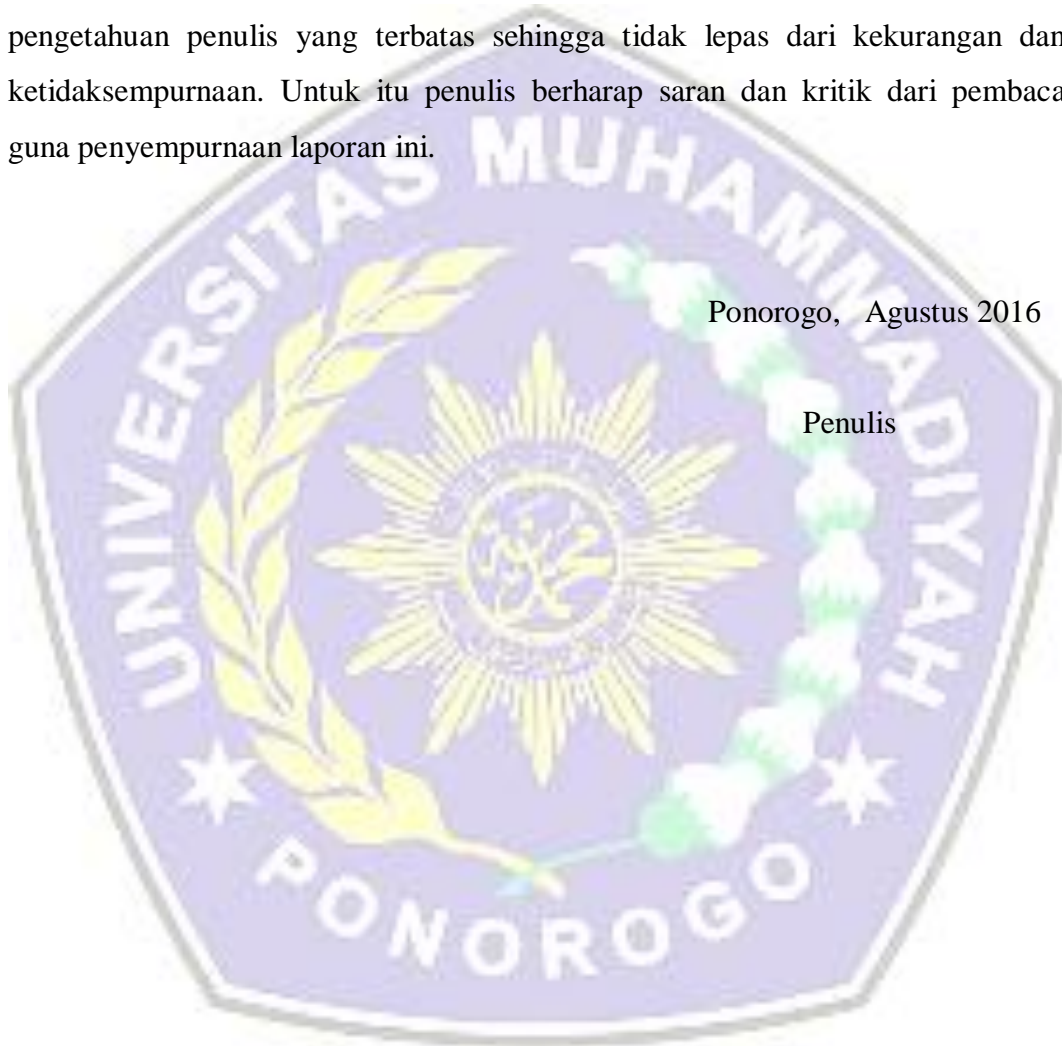 pengetahuan penulis yang terbatas sehingga tidak lepas dari kekurangan dan
ketidaksempurnaan. Untuk itu penulis berharap saran dan kritik dari pembaca
guna penyempurnaan laporan ini.
UNIVERSITAS MUHAMMADIYAH
Ponorogo, Agustus 2016
Penulis
PONOROGO